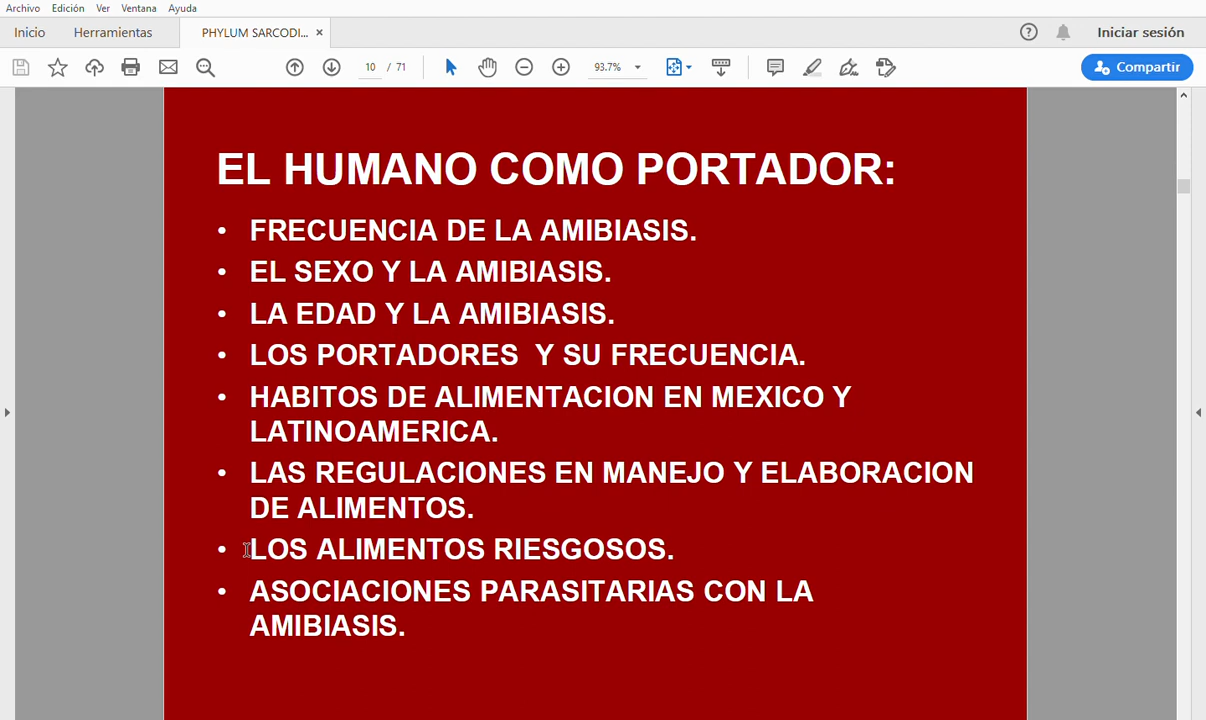 Archivo Edición Ver Ventana Ayuda
Inicio Herramientas PHYLUM SARCODI... × Iniciar sesión
10 / 71 93.7% Compartir
EL HUMANO COMO PORTADOR:
• FRECUENCIA DE LA AMIBIASIS.
• EL SEXO Y LA AMIBIASIS.
• LA EDAD Y LA AMIBIASIS.
• LOS PORTADORES Y SU FRECUENCIA.
• HABITOS DE ALIMENTACION EN MEXICO Y
LATINOAMERICA.
• LAS REGULACIONES EN MANEJO Y ELABORACION
DE ALIMENTOS.
• LOS ALIMENTOS RIESGOSOS.
• ASOCIACIONES PARASITARIAS CON LA
AMIBIASIS.